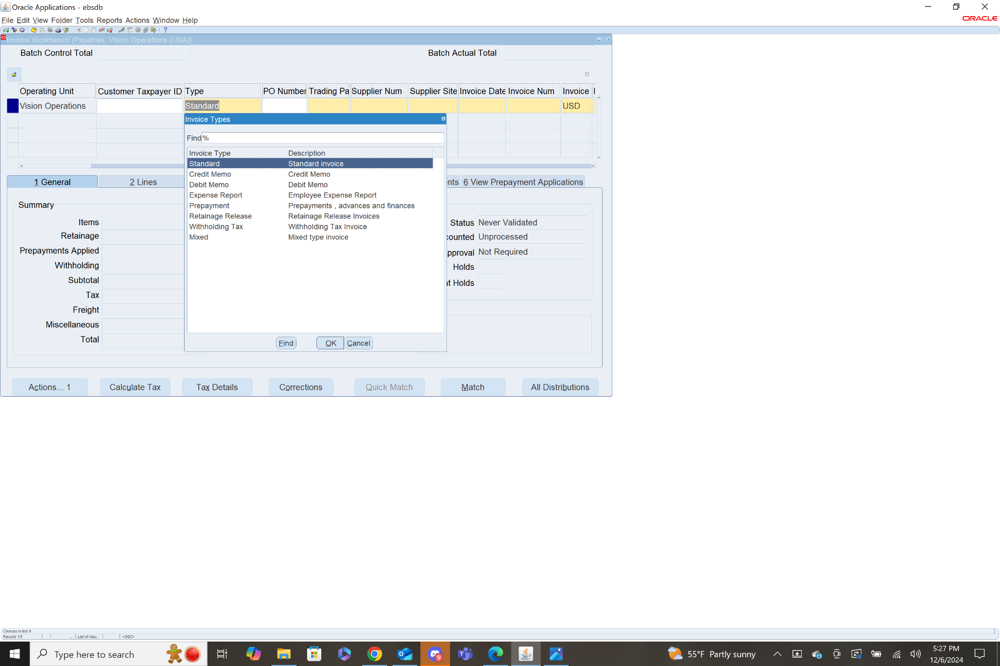 Oracle Applications - ebsdb
File Edit View Folder Tools Reports Actions Window Help
ORACLE
Invoice Workbench (Payables, Vision Operations (USA))
Batch Control Total
Batch Actual Total
Operating Unit Customer Taxpayer ID Type PO Number Trading Pa Supplier Num Supplier Site Invoice Date Invoice Num Invoice I
Vision Operations Standard USD
Invoice Types
Find %
Invoice Type Description
Standard Standard invoice
Credit Memo Credit Memo
Debit Memo Debit Memo
Expense Report Employee Expense Report
Prepayment Prepayments , advances and finances
Retainage Release Retainage Release Invoices
Withholding Tax Withholding Tax Invoice
Mixed Mixed type invoice
Find OK Cancel
1 General 2 Lines nts 6 View Prepayment Applications
Summary
Items
Retainage
Prepayments Applied
Withholding
Subtotal
Tax
Freight
Miscellaneous
Total
Status Never Validated
counted Unprocessed
pproval Not Required
Holds
t Holds
Actions... 1 Calculate Tax Tax Details Corrections Quick Match Match All Distributions
Choices in list: 8
Record: 1/1 ... List of Valu... <OSC>
Type here to search
9
55°F Partly sunny
5:27 PM
12/6/2024